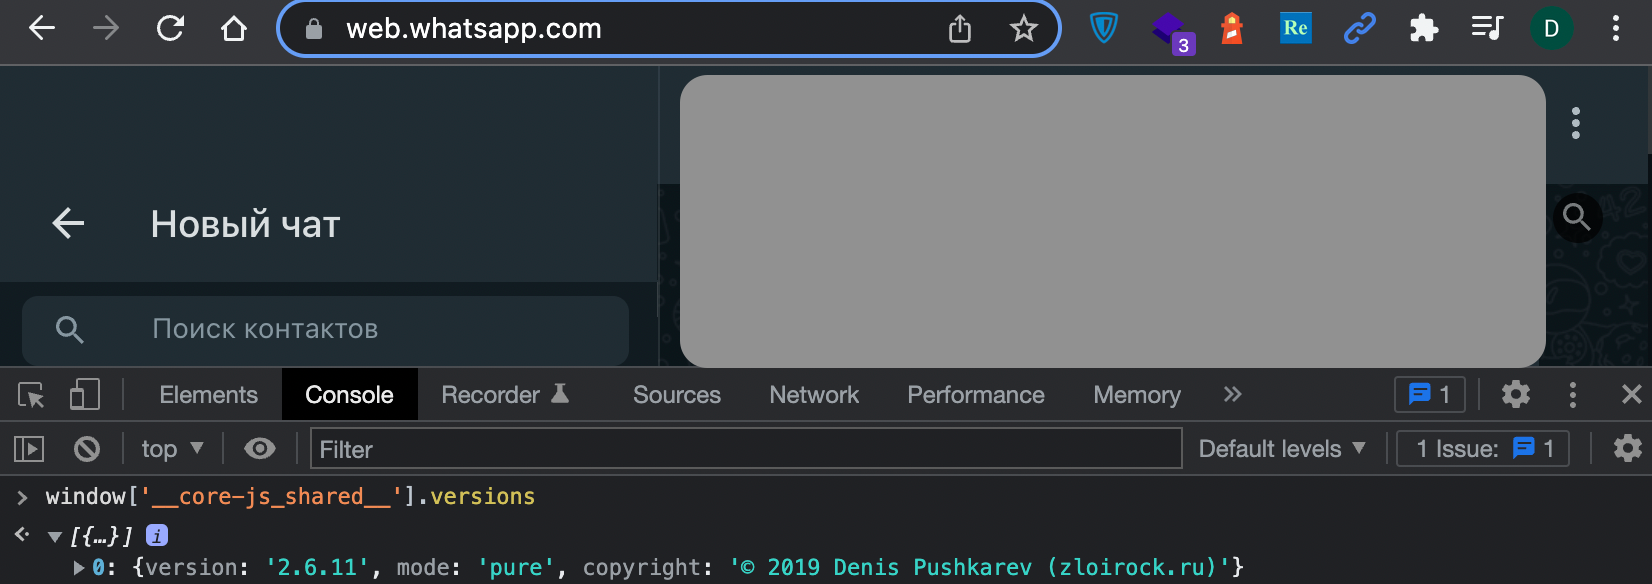 web.whatsapp.com
3
Re
D
Новый чат
Поиск контактов
Elements Console Recorder Sources Network Performance Memory 1
top Filter Default levels 1 Issue: 1
window['__core-js_shared__'].versions
[{…}] i
0: {version: '2.6.11', mode: 'pure', copyright: '© 2019 Denis Pushkarev (zloirock.ru)'}